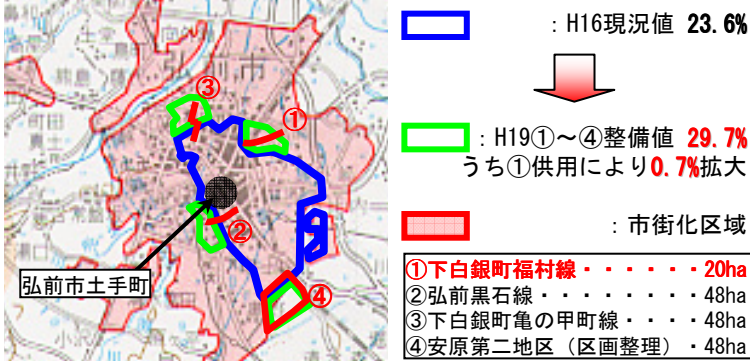 弘前市
③
①
②
④
弘前市土手町
：H16現況値 23.6%
：H19①～④整備値 29.7%
うち①供用により0.7%拡大
：市街化区域
①下白銀町福村線・・・・・・20ha
②弘前黒石線・・・・・・・・48ha
③下白銀町亀の甲町線・・・・48ha
④安原第二地区（区画整理）・48ha